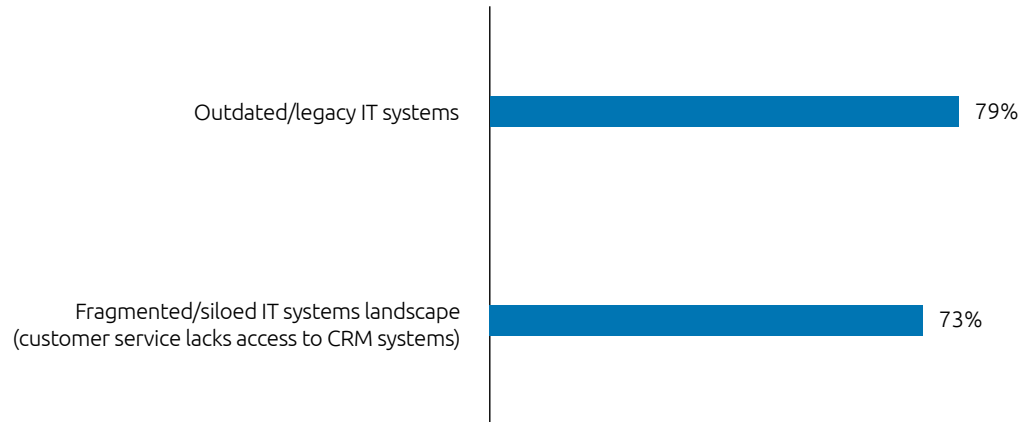 Outdated/legacy IT systems
79%
Fragmented/siloed IT systems landscape
(customer service lacks access to CRM systems)
73%